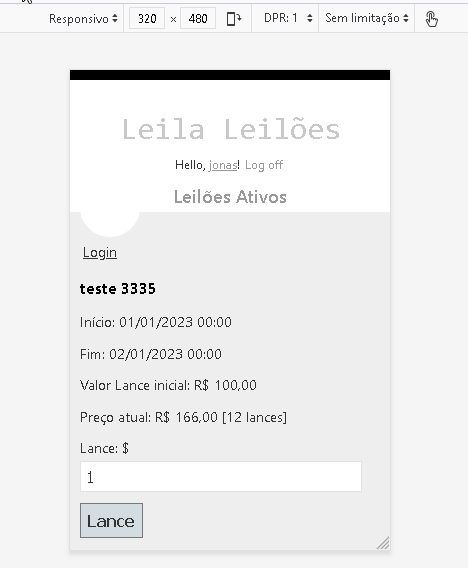 Responsivo 320 × 480 DPR: 1 Sem limitação
Leila Leilões
Hello, jonas! Log off
Leilões Ativos
Login
teste 3335
Início: 01/01/2023 00:00
Fim: 02/01/2023 00:00
Valor Lance inicial: R$ 100,00
Preço atual: R$ 166,00 [12 lances]
Lance: $
1
Lance